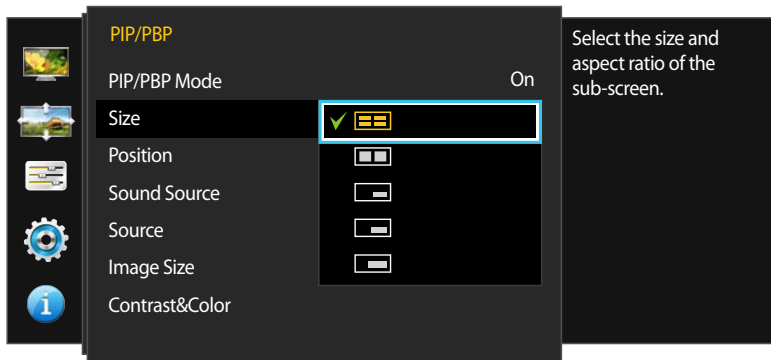 PIP/PBP
PIP/PBP Mode On
Size
Position
Sound Source
Source
Image Size
Contrast&Color
Select the size and
aspect ratio of the
sub-screen.
i